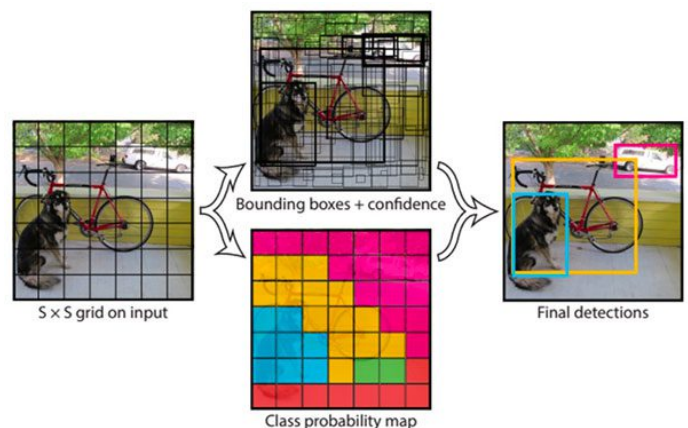 Bounding boxes + confidence
S × S grid on input
Final detections
Class probability map